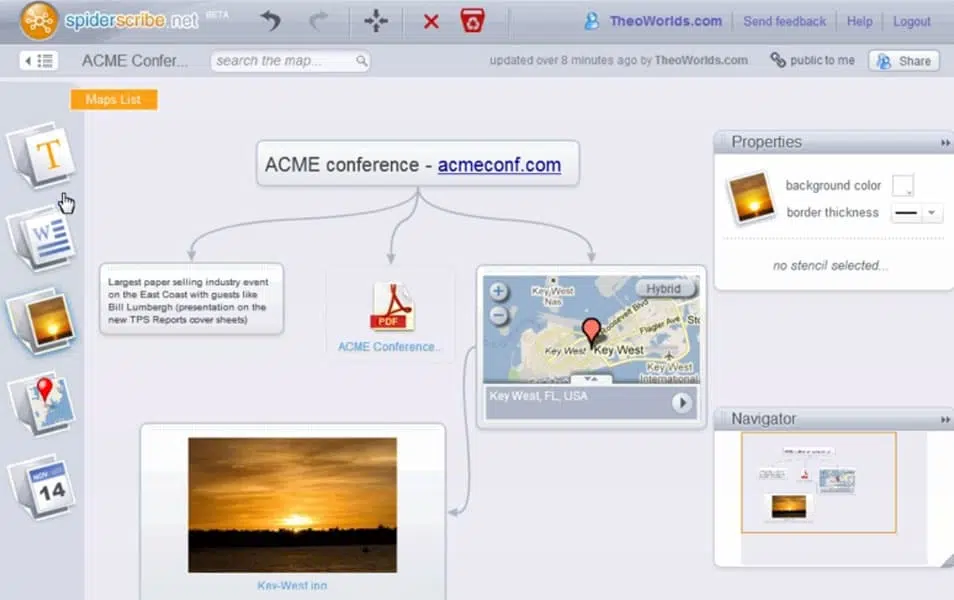 spiderscribe.net BETA
TheoWorlds.com Send feedback Help Logout
ACME Confer... search the map... updated over 8 minutes ago by TheoWorlds.com public to me Share
Maps List
T
W
NOV
14
ACME conference - acmeconf.com
Largest paper selling industry event
on the East Coast with guests like
Bill Lumbergh (presentation on the
new TPS Reports cover sheets)
PDF
ACME Conference...
Hybrid
Key West
Nas
Roosevelt Blvd
Flagler Ave
Sto
Key West Key West
Key West
International
Key West, FL, USA
Key-West.jpg
Properties
background color
border thickness
no stencil selected...
Navigator